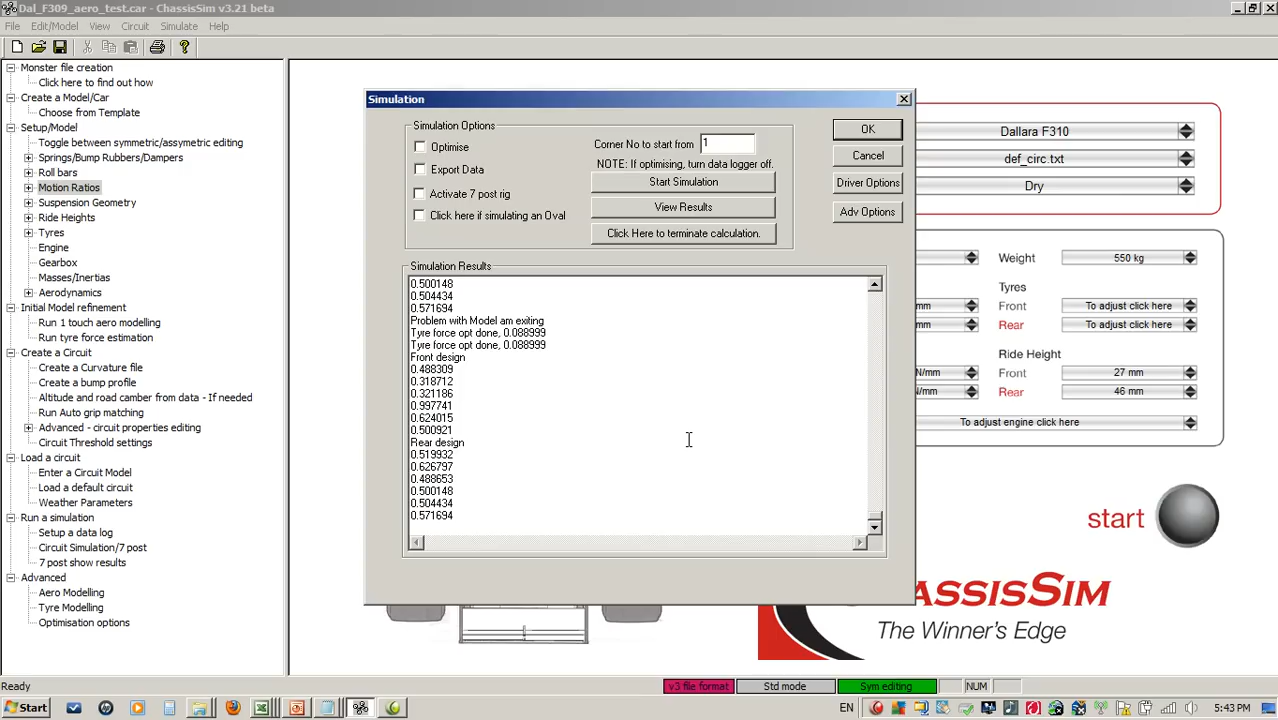 Dal_F309_aero_test.car - ChassisSim v3.21 beta
File Edit/Model View Circuit Simulate Help
Monster file creation
Click here to find out how
Create a Model/Car
Choose from Template
Setup/Model
Toggle between symmetric/assymetric editing
Springs/Bump Rubbers/Dampers
Roll bars
Motion Ratios
Suspension Geometry
Ride Heights
Tyres
Engine
Gearbox
Masses/Inertias
Aerodynamics
Initial Model refinement
Run 1 touch aero modelling
Run tyre force estimation
Create a Circuit
Create a Curvature file
Create a bump profile
Altitude and road camber from data - If needed
Run Auto grip matching
Advanced - circuit properties editing
Circuit Threshold settings
Load a circuit
Enter a Circuit Model
Load a default circuit
Weather Parameters
Run a simulation
Setup a data log
Circuit Simulation/7 post
7 post show results
Advanced
Aero Modelling
Tyre Modelling
Optimisation options
Simulation
Simulation Options
Optimise
Export Data
Activate 7 post rig
Click here if simulating an Oval
Corner No to start from 1
NOTE: If optimising, turn data logger off.
Start Simulation
View Results
Click Here to terminate calculation.
OK
Cancel
Driver Options
Adv Options
Simulation Results
0.500148
0.504434
0.571694
Problem with Model am exiting
Tyre force opt done, 0.088999
Tyre force opt done, 0.088999
Front design
0.488309
0.318712
0.321186
0.997741
0.624015
0.500921
Rear design
0.519932
0.626797
0.488653
0.500148
0.504434
0.571694
Dallara F310
def_circ.txt
Dry
Weight 550 kg
Tyres
mm Front To adjust click here
mm Rear To adjust click here
Ride Height
N/mm Front 27 mm
N/mm Rear 46 mm
To adjust engine click here
start
HASSISSIM
The Winner's Edge
Ready v3 file format Std mode Sym editing NUM
Start EN 5:43 PM